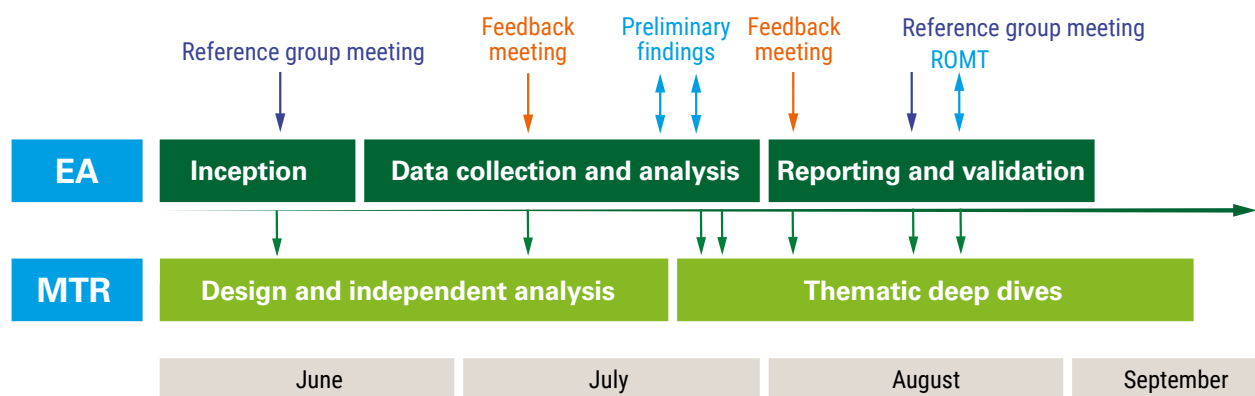 Reference group meeting
Feedback
meeting
Preliminary
findings
Feedback
meeting
Reference group meeting
ROMT
EA
Inception
Data collection and analysis
Reporting and validation
MTR
Design and independent analysis
Thematic deep dives
June
July
August
September